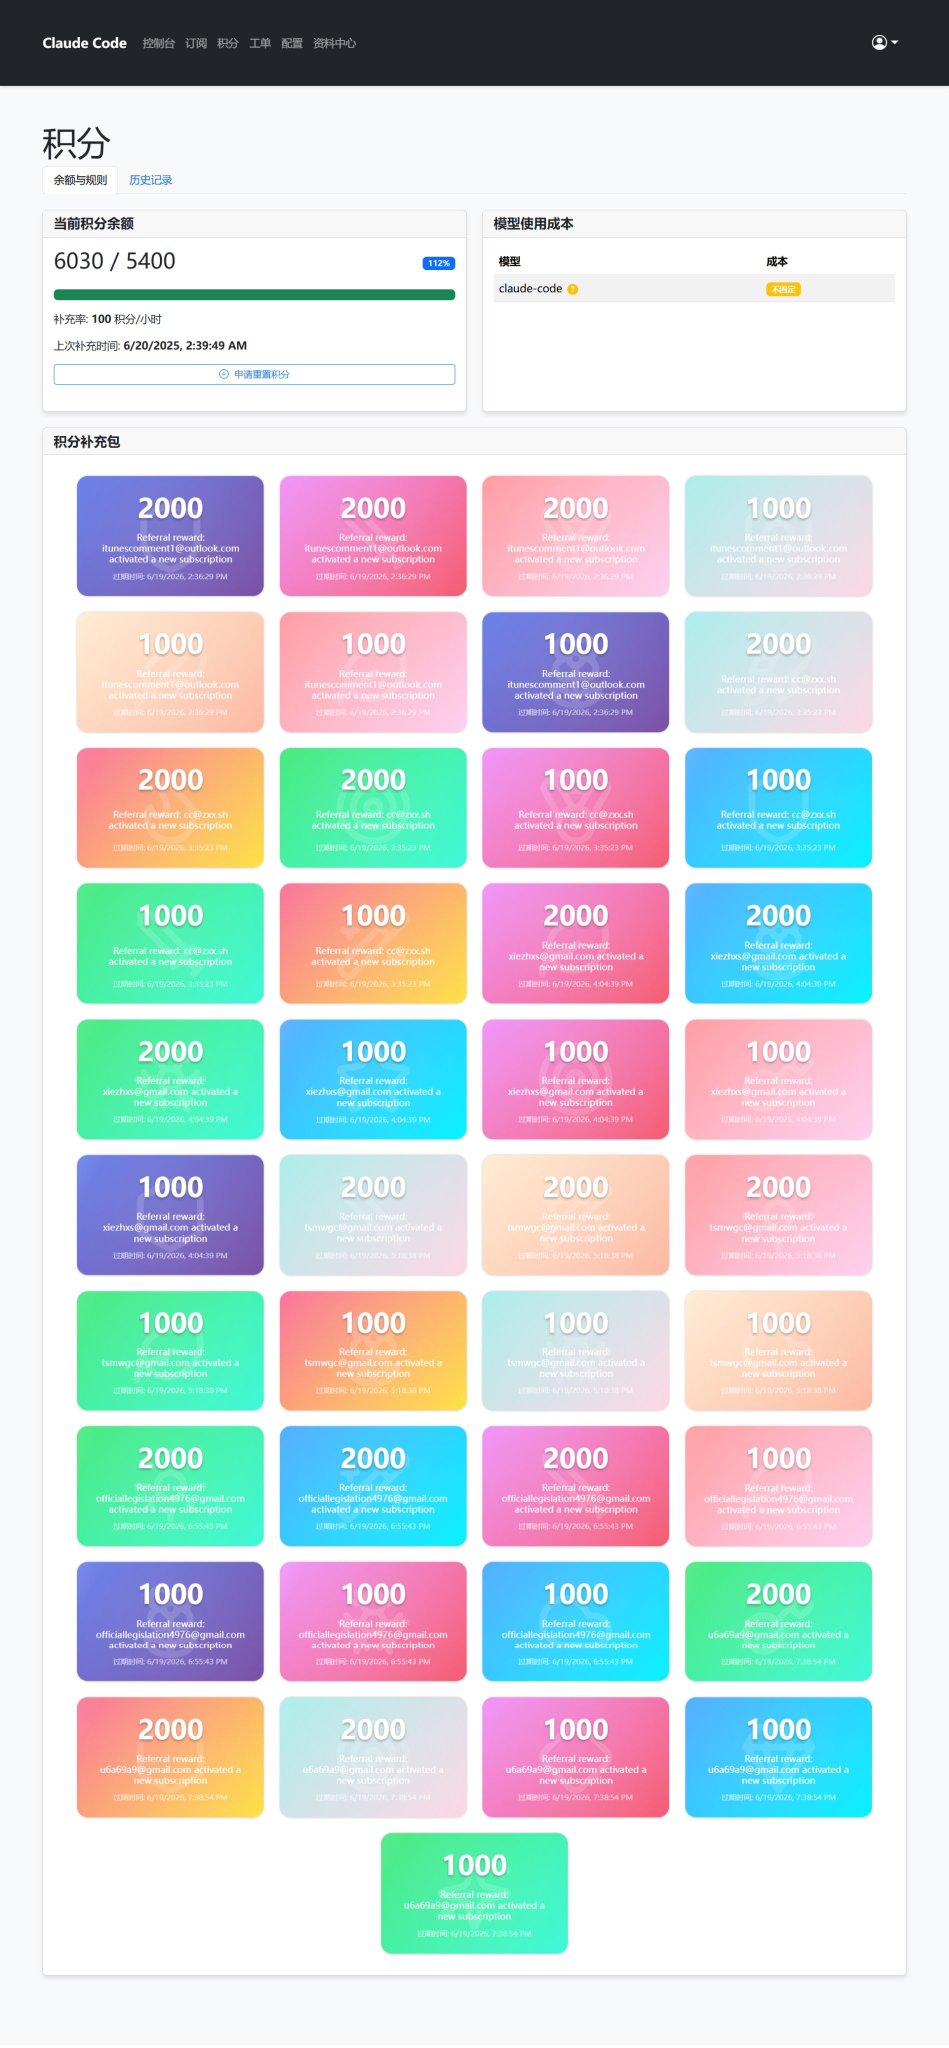 Claude Code 控制台 订阅 积分 工单 配置 资料中心
积分
余额与规则 历史记录
当前积分余额
6030 / 5400
112%
补充率: 100 积分/小时
上次补充时间: 6/20/2025, 2:39:49 AM
申请重置积分
模型使用成本
模型 成本
claude-code ? 不固定
积分补充包
2000
Referral reward:
itunescomment1@outlook.com
activated a new subscription
过期时间: 6/19/2026, 2:36:29 PM
2000
Referral reward:
itunescomment1@outlook.com
activated a new subscription
过期时间: 6/19/2026, 2:36:29 PM
2000
Referral reward:
itunescomment1@outlook.com
activated a new subscription
过期时间: 6/19/2026, 2:36:29 PM
1000
Referral reward:
itunescomment1@outlook.com
activated a new subscription
过期时间: 6/19/2026, 2:36:29 PM
1000
Referral reward:
itunescomment1@outlook.com
activated a new subscription
过期时间: 6/19/2026, 2:36:29 PM
1000
Referral reward:
itunescomment1@outlook.com
activated a new subscription
过期时间: 6/19/2026, 2:36:29 PM
1000
Referral reward:
itunescomment1@outlook.com
activated a new subscription
过期时间: 6/19/2026, 2:36:29 PM
2000
Referral reward: cc@zxx.sh
activated a new subscription
过期时间: 6/19/2026, 3:35:23 PM
2000
Referral reward: cc@zxx.sh
activated a new subscription
过期时间: 6/19/2026, 3:35:23 PM
2000
Referral reward: cc@zxx.sh
activated a new subscription
过期时间: 6/19/2026, 3:35:23 PM
1000
Referral reward: cc@zxx.sh
activated a new subscription
过期时间: 6/19/2026, 3:35:23 PM
1000
Referral reward: cc@zxx.sh
activated a new subscription
过期时间: 6/19/2026, 3:35:23 PM
1000
Referral reward: cc@zxx.sh
activated a new subscription
过期时间: 6/19/2026, 3:35:23 PM
1000
Referral reward: cc@zxx.sh
activated a new subscription
过期时间: 6/19/2026, 3:35:23 PM
2000
Referral reward:
xiezhxs@gmail.com activated a
new subscription
过期时间: 6/19/2026, 4:04:39 PM
2000
Referral reward:
xiezhxs@gmail.com activated a
new subscription
过期时间: 6/19/2026, 4:04:39 PM
2000
Referral reward:
xiezhxs@gmail.com activated a
new subscription
过期时间: 6/19/2026, 4:04:39 PM
1000
Referral reward:
xiezhxs@gmail.com activated a
new subscription
过期时间: 6/19/2026, 4:04:39 PM
1000
Referral reward:
xiezhxs@gmail.com activated a
new subscription
过期时间: 6/19/2026, 4:04:39 PM
1000
Referral reward:
xiezhxs@gmail.com activated a
new subscription
过期时间: 6/19/2026, 4:04:39 PM
1000
Referral reward:
xiezhxs@gmail.com activated a
new subscription
过期时间: 6/19/2026, 4:04:39 PM
2000
Referral reward:
tsmwgc@gmail.com activated a
new subscription
过期时间: 6/19/2026, 5:18:38 PM
2000
Referral reward:
tsmwgc@gmail.com activated a
new subscription
过期时间: 6/19/2026, 5:18:38 PM
2000
Referral reward:
tsmwgc@gmail.com activated a
new subscription
过期时间: 6/19/2026, 5:18:38 PM
1000
Referral reward:
tsmwgc@gmail.com activated a
new subscription
过期时间: 6/19/2026, 5:18:38 PM
1000
Referral reward:
tsmwgc@gmail.com activated a
new subscription
过期时间: 6/19/2026, 5:18:38 PM
1000
Referral reward:
tsmwgc@gmail.com activated a
new subscription
过期时间: 6/19/2026, 5:18:38 PM
1000
Referral reward:
tsmwgc@gmail.com activated a
new subscription
过期时间: 6/19/2026, 5:18:38 PM
2000
Referral reward:
officiallegislation4976@gmail.com
activated a new subscription
过期时间: 6/19/2026, 6:55:43 PM
2000
Referral reward:
officiallegislation4976@gmail.com
activated a new subscription
过期时间: 6/19/2026, 6:55:43 PM
2000
Referral reward:
officiallegislation4976@gmail.com
activated a new subscription
过期时间: 6/19/2026, 6:55:43 PM
1000
Referral reward:
officiallegislation4976@gmail.com
activated a new subscription
过期时间: 6/19/2026, 6:55:43 PM
1000
Referral reward:
officiallegislation4976@gmail.com
activated a new subscription
过期时间: 6/19/2026, 6:55:43 PM
1000
Referral reward:
officiallegislation4976@gmail.com
activated a new subscription
过期时间: 6/19/2026, 6:55:43 PM
1000
Referral reward:
officiallegislation4976@gmail.com
activated a new subscription
过期时间: 6/19/2026, 6:55:43 PM
2000
Referral reward:
u6a69a9@gmail.com activated a
new subscription
过期时间: 6/19/2026, 7:38:54 PM
2000
Referral reward:
u6a69a9@gmail.com activated a
new subscription
过期时间: 6/19/2026, 7:38:54 PM
2000
Referral reward:
u6a69a9@gmail.com activated a
new subscription
过期时间: 6/19/2026, 7:38:54 PM
1000
Referral reward:
u6a69a9@gmail.com activated a
new subscription
过期时间: 6/19/2026, 7:38:54 PM
1000
Referral reward:
u6a69a9@gmail.com activated a
new subscription
过期时间: 6/19/2026, 7:38:54 PM
1000
Referral reward:
u6a69a9@gmail.com activated a
new subscription
过期时间: 6/19/2026, 7:38:54 PM